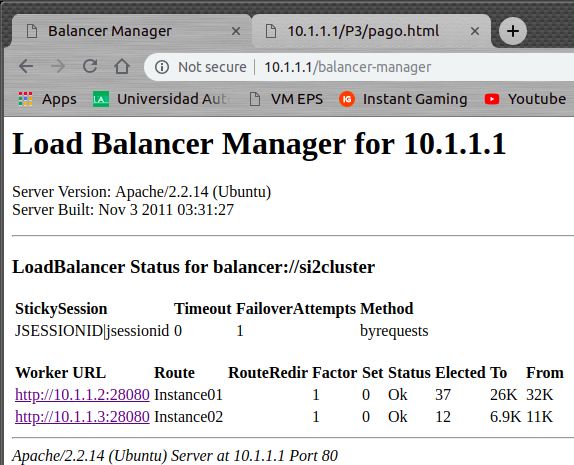 Balancer Manager
10.1.1.1/P3/pago.html
Not secure | 10.1.1.1/balancer-manager
Apps LA. Universidad Aut VM EPS IG Instant Gaming Youtube
Load Balancer Manager for 10.1.1.1
Server Version: Apache/2.2.14 (Ubuntu)
Server Built: Nov 3 2011 03:31:27
LoadBalancer Status for balancer://si2cluster
StickySession Timeout FailoverAttempts Method
JSESSIONID|jsessionid 0 1 byrequests
Worker URL Route RouteRedir Factor Set Status Elected To From
http://10.1.1.2:28080 Instance01 1 0 Ok 37 26K 32K
http://10.1.1.3:28080 Instance02 1 0 Ok 12 6.9K 11K
Apache/2.2.14 (Ubuntu) Server at 10.1.1.1 Port 80